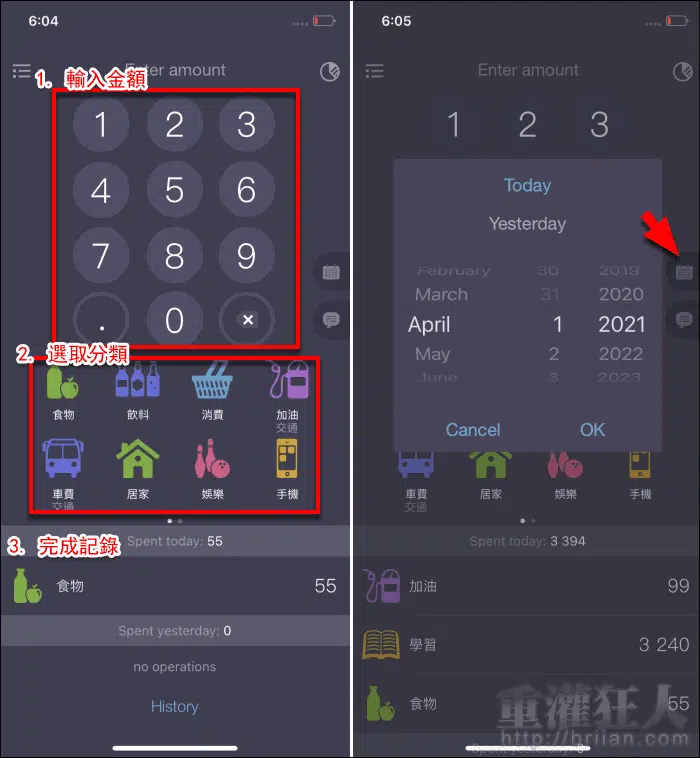 6:04
Enter amount
1. 輸入金額
1 2 3
4 5 6
7 8 9
. 0
2. 選取分類
食物 飲料 消費 加油
交通
車費 居家 娛樂 手機
交通
3. 完成記錄
Spent today: 55
食物 55
Spent yesterday: 0
no operations
History
6:05
Enter amount
1 2 3
Today
Yesterday
February 30 2019
March 31 2020
April 1 2021
May 2 2022
June 3 2023
Cancel OK
車費 居家 娛樂 手機
交通
Spent today: 3 394
加油 99
學習 3 240
食物 55
Spent yesterday: 0
重灌狂人
http://briian.com